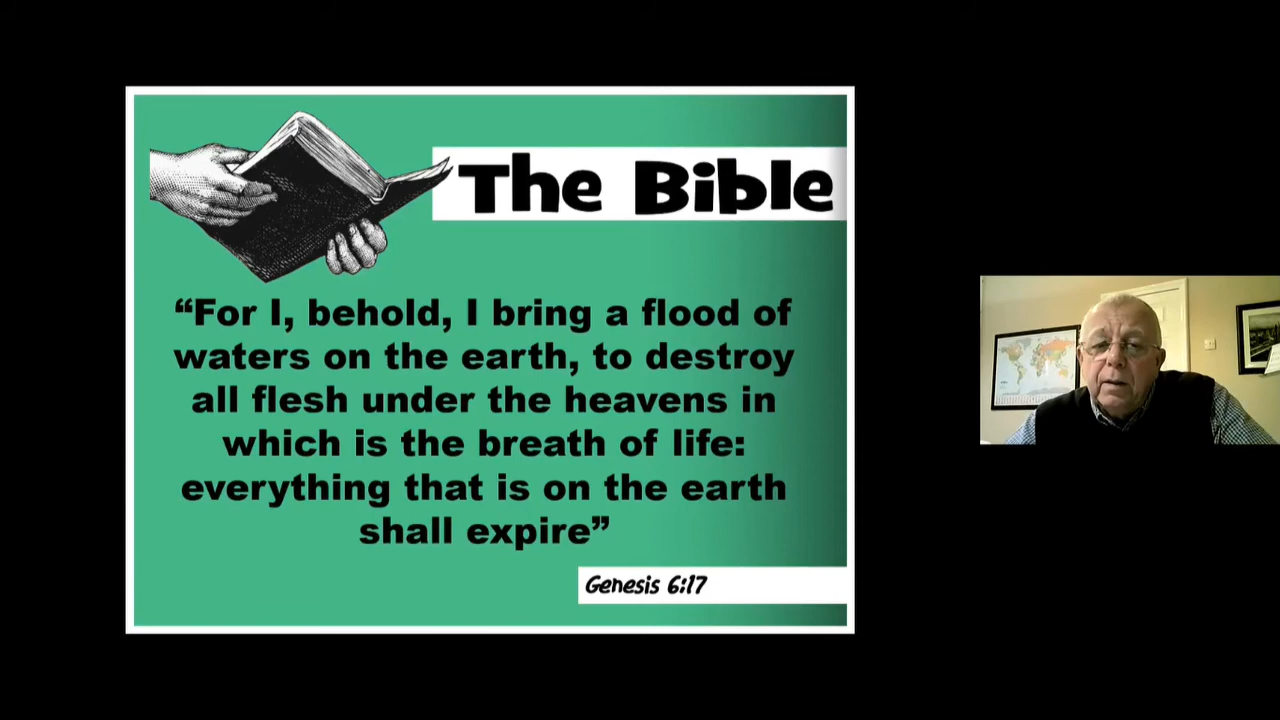 The Bible
“For I, behold, I bring a flood of
waters on the earth, to destroy
all flesh under the heavens in
which is the breath of life:
everything that is on the earth
shall expire”
Genesis 6:17